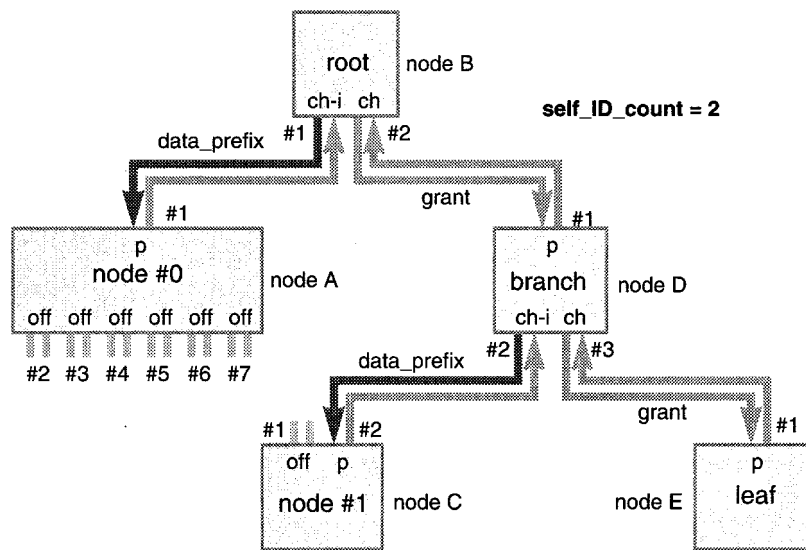 root
node B
ch-i ch
self_ID_count = 2
#1
data_prefix
#2
grant
#1
#1
p
node #0
node A
off off off off off off
#2 #3 #4 #5 #6 #7
p
branch
node D
ch-i ch
#2
data_prefix
#3
grant
#1
#1
#2
off p
node #1
node C
p
leaf
node E